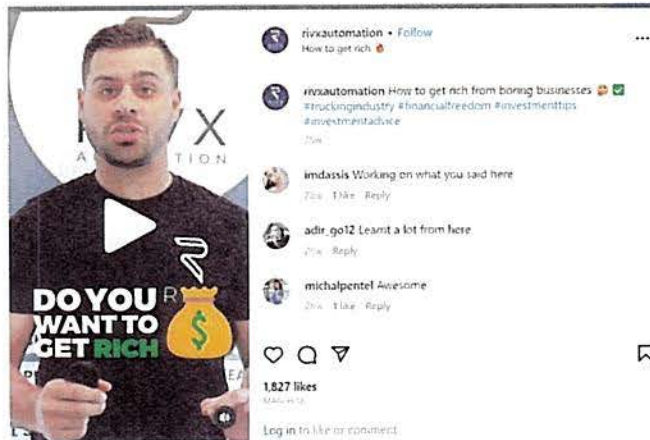 X
A TION
R
DO YOU
WANT TO
GET RICH
$
rivxautomation • Follow
How to get rich
rivxautomation How to get rich from boring businesses
#truckingindustry #financialfreedom #investmenttips
#investmentadvice
imdassis Working on what you said here
1 like Reply
adir_go12 Learnt a lot from here
Reply
michalpentel Awesome
1 like Reply
1,827 likes
Log in to like or comment.